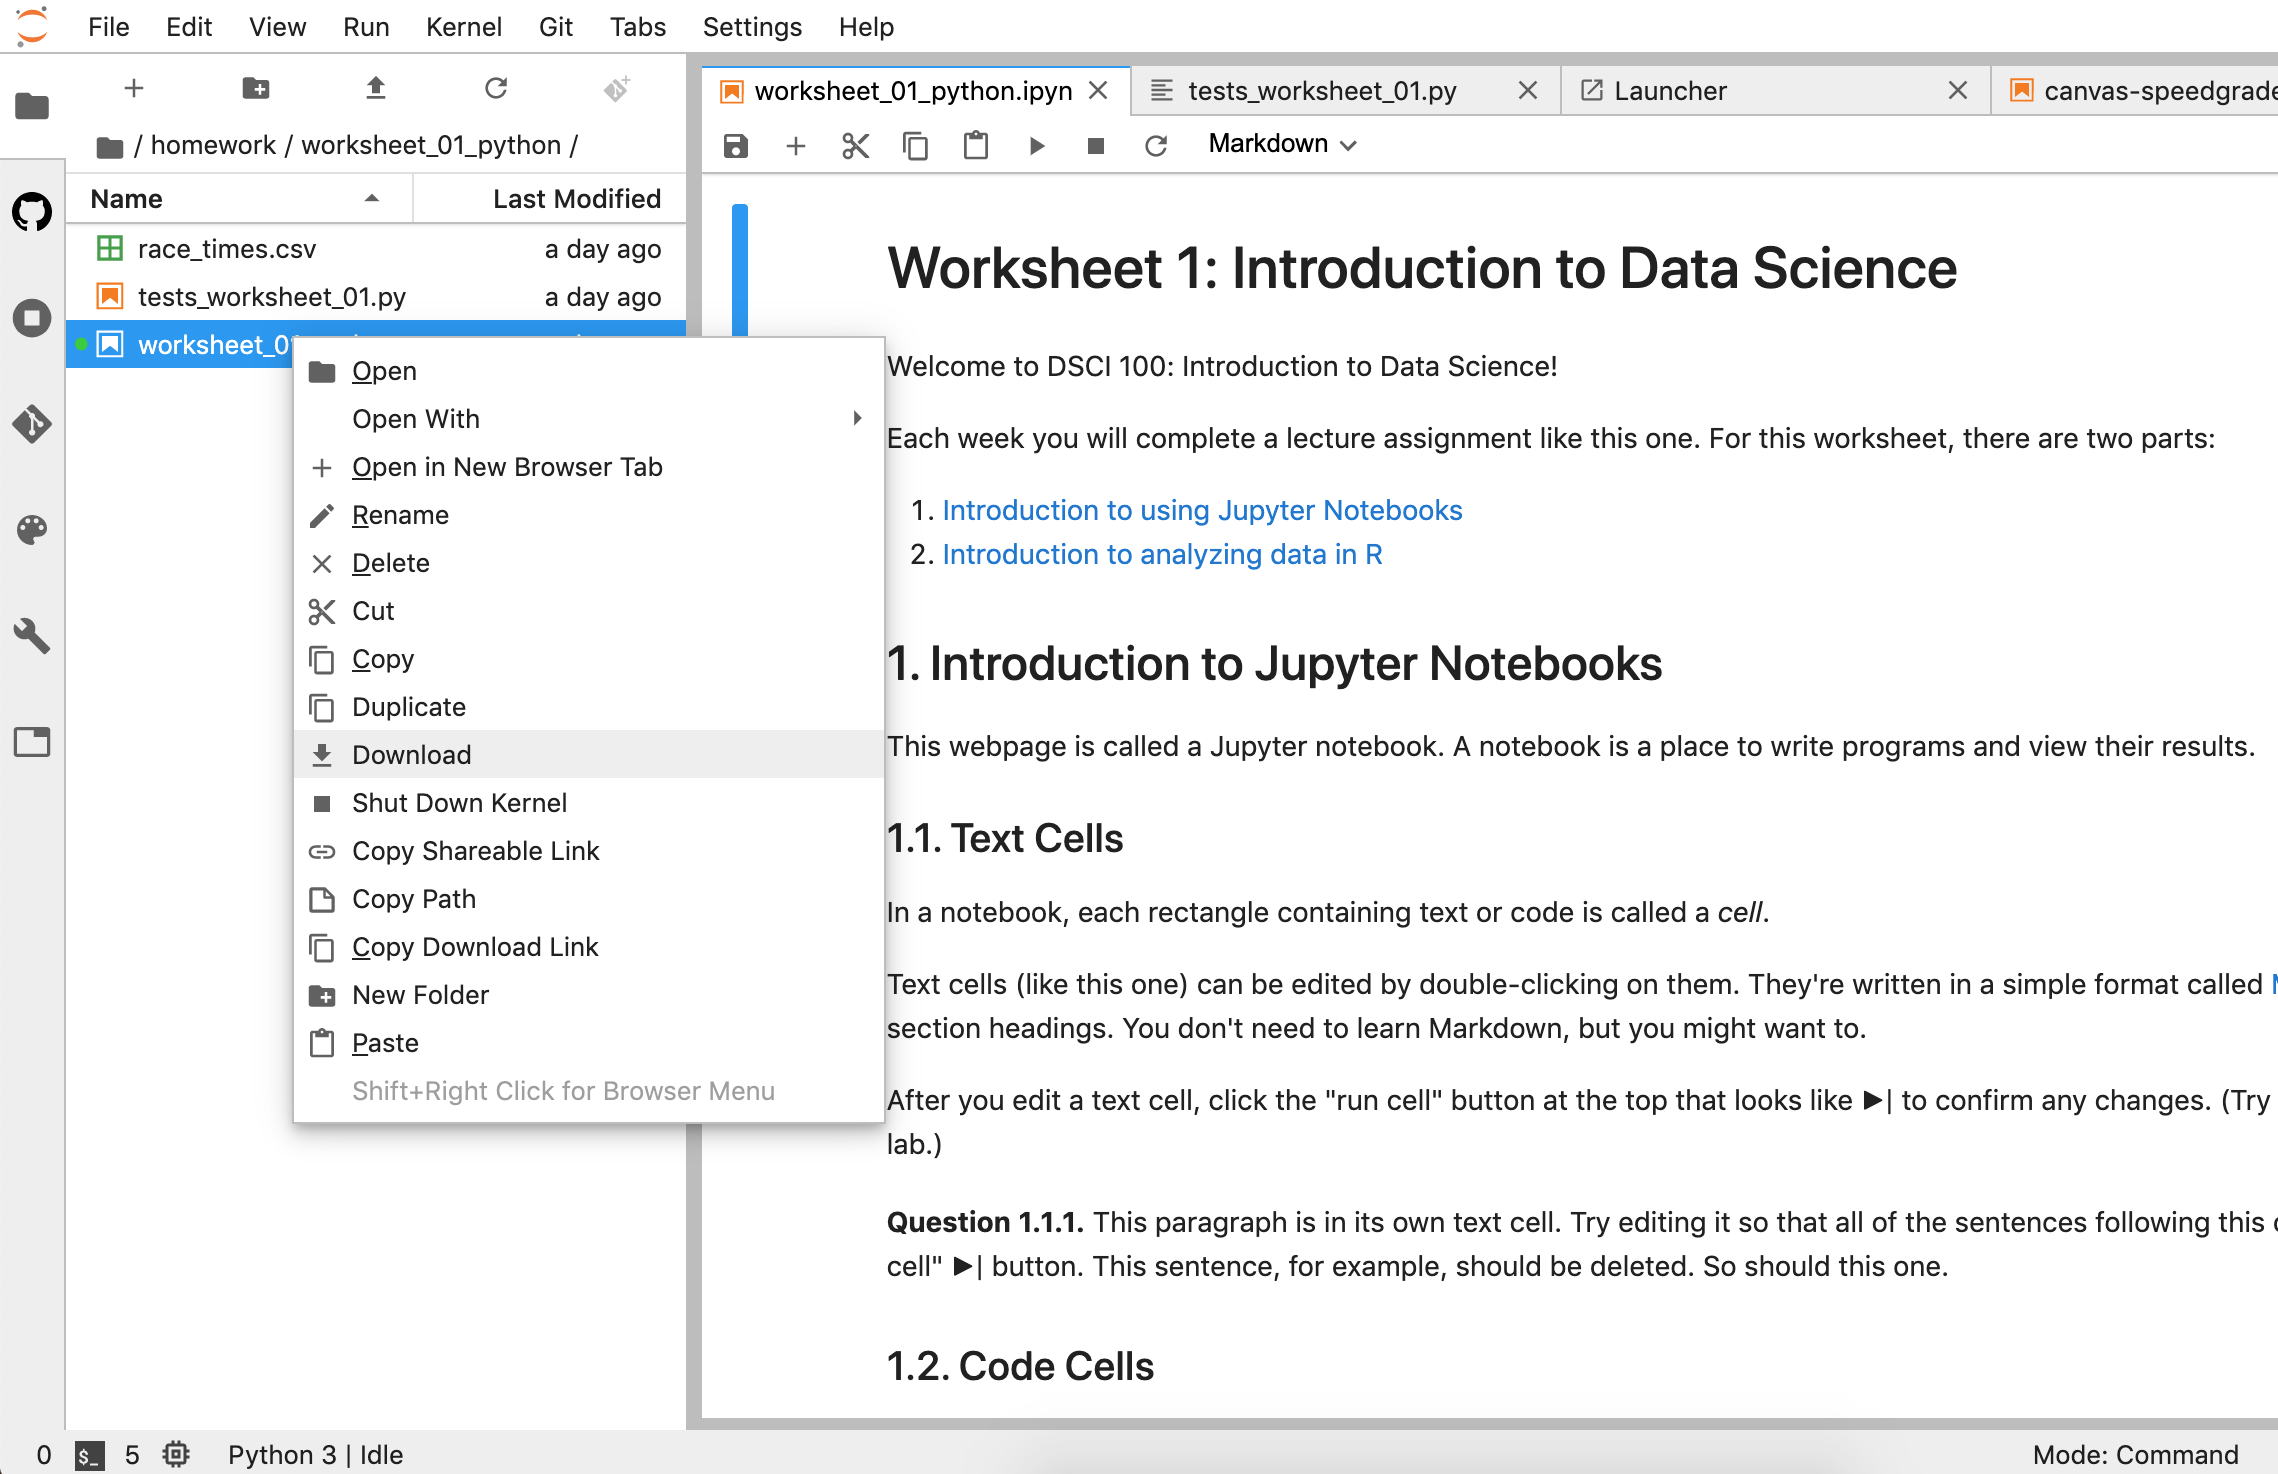 File Edit View Run Kernel Git Tabs Settings Help
/ homework / worksheet_01_python /
Name Last Modified
race_times.csv a day ago
tests_worksheet_01.py a day ago
worksheet_01
Open
Open With
Open in New Browser Tab
Rename
Delete
Cut
Copy
Duplicate
Download
Shut Down Kernel
Copy Shareable Link
Copy Path
Copy Download Link
New Folder
Paste
Shift+Right Click for Browser Menu
worksheet_01_python.ipyn tests_worksheet_01.py Launcher canvas-speedgrade
Markdown
Worksheet 1: Introduction to Data Science
Welcome to DSCI 100: Introduction to Data Science!
Each week you will complete a lecture assignment like this one. For this worksheet, there are two parts:
1. Introduction to using Jupyter Notebooks
2. Introduction to analyzing data in R
1. Introduction to Jupyter Notebooks
This webpage is called a Jupyter notebook. A notebook is a place to write programs and view their results.
1.1. Text Cells
In a notebook, each rectangle containing text or code is called a cell.
Text cells (like this one) can be edited by double-clicking on them. They're written in a simple format called
section headings. You don't need to learn Markdown, but you might want to.
After you edit a text cell, click the "run cell" button at the top that looks like ▶| to confirm any changes. (Try
lab.)
Question 1.1.1. This paragraph is in its own text cell. Try editing it so that all of the sentences following this
cell" ▶| button. This sentence, for example, should be deleted. So should this one.
1.2. Code Cells
0 $_ 5 Python 3 | Idle Mode: Command